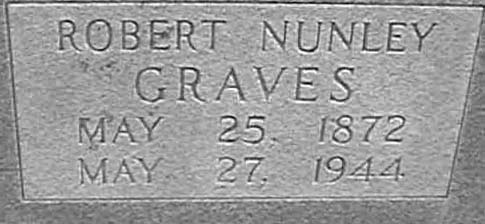 ROBERT NUNLEY
GRAVES
MAY 25, 1872
MAY 27, 1944